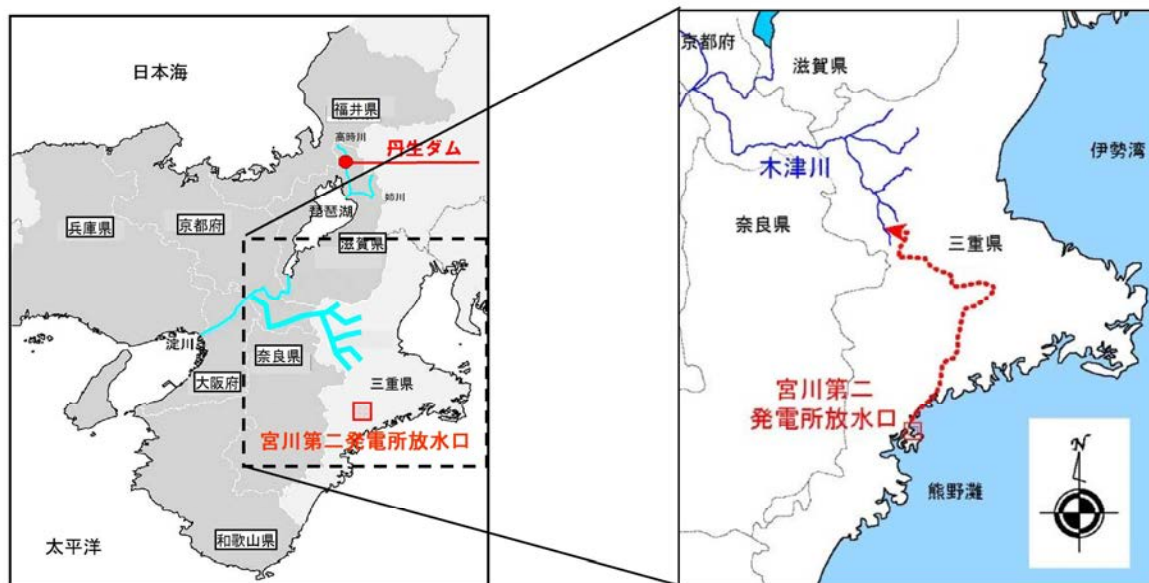 日本海
福井県
高時川
丹生ダム
姉川
琵琶湖
兵庫県
京都府
滋賀県
淀川
大阪府
奈良県
三重県
宮川第二発電所放水口
和歌山県
太平洋
京都府
滋賀県
伊勢湾
木津川
奈良県
三重県
宮川第二
発電所放水口
熊野灘
N